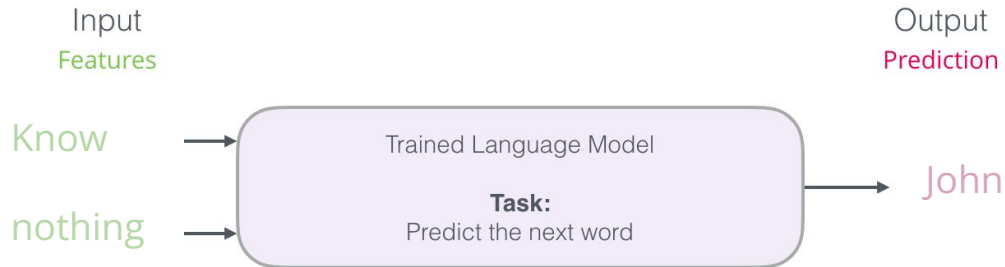 Input
Features
Output
Prediction
Know
nothing
Trained Language Model
Task:
Predict the next word
John